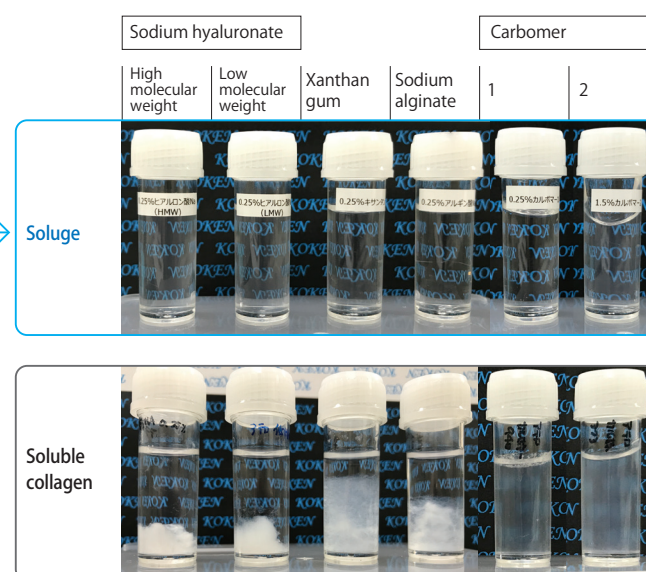 Sodium hyaluronate
Carbomer
High
molecular
weight
Low
molecular
weight
Xanthan
gum
Sodium
alginate
1
2
Soluge
0.25%ヒアルロン酸Na
(HMW)
0.25%ヒアルロン酸
(LMW)
0.25%キサンタ
0.25%アルギン酸
0.25%カルボマー
1.5%カルボマー
KOKEN
Soluble
collagen
KOKEN